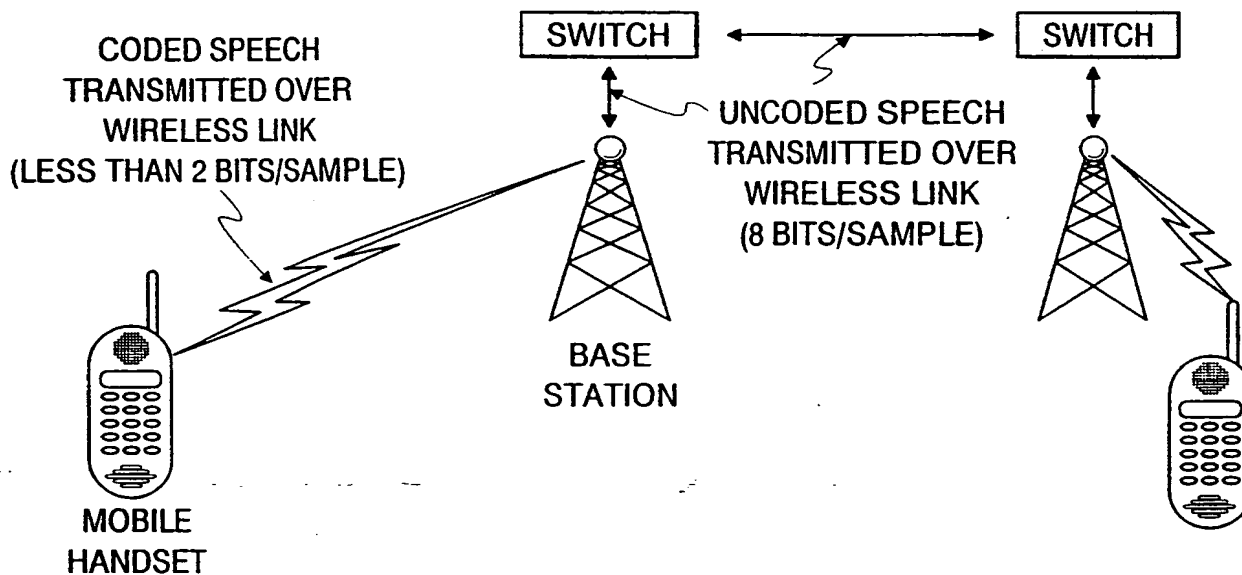 CODED SPEECH
TRANSMITTED OVER
WIRELESS LINK
(LESS THAN 2 BITS/SAMPLE)
SWITCH
SWITCH
UNCODED SPEECH
TRANSMITTED OVER
WIRELESS LINK
(8 BITS/SAMPLE)
BASE
STATION
MOBILE
HANDSET